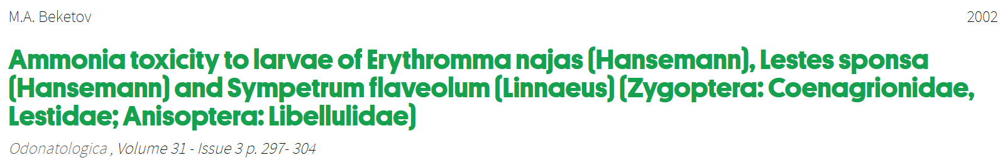 M.A. Beketov 2002
Ammonia toxicity to larvae of Erythromma najas (Hansemann), Lestes sponsa
(Hansemann) and Sympetrum flaveolum (Linnaeus) (Zygoptera: Coenagrionidae,
Lestidae; Anisoptera: Libellulidae)
Odonatologica , Volume 31 - Issue 3 p. 297- 304